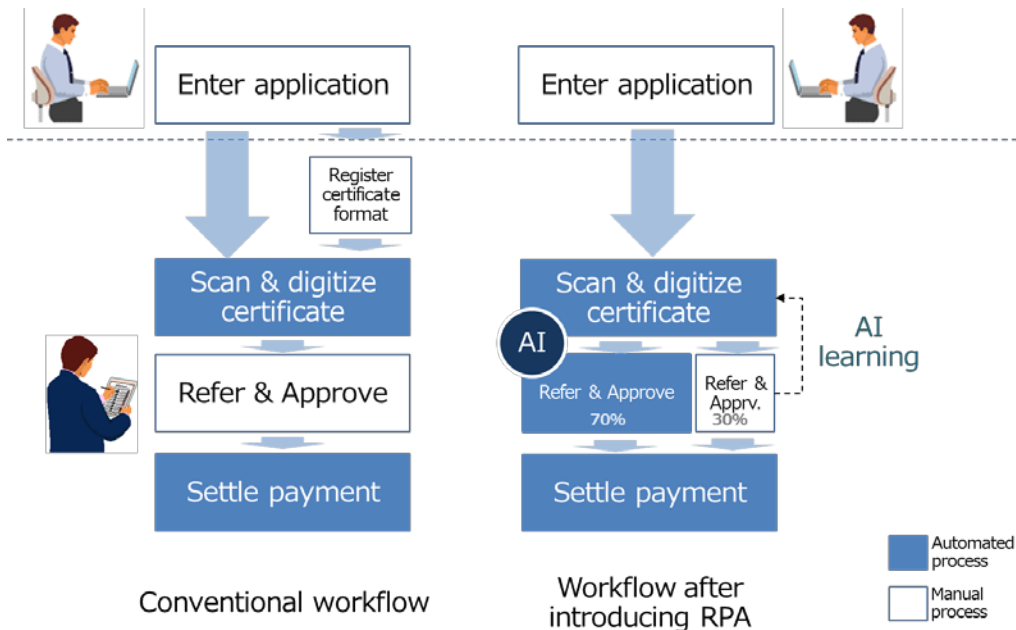 Enter application
Enter application
Register
certificate
format
Scan & digitize
certificate
Scan & digitize
certificate
AI
AI
learning
Refer & Approve
Refer & Approve
70%
Refer &
Apprv.
30%
Settle payment
Settle payment
Automated
process
Manual
process
Conventional workflow
Workflow after
introducing RPA